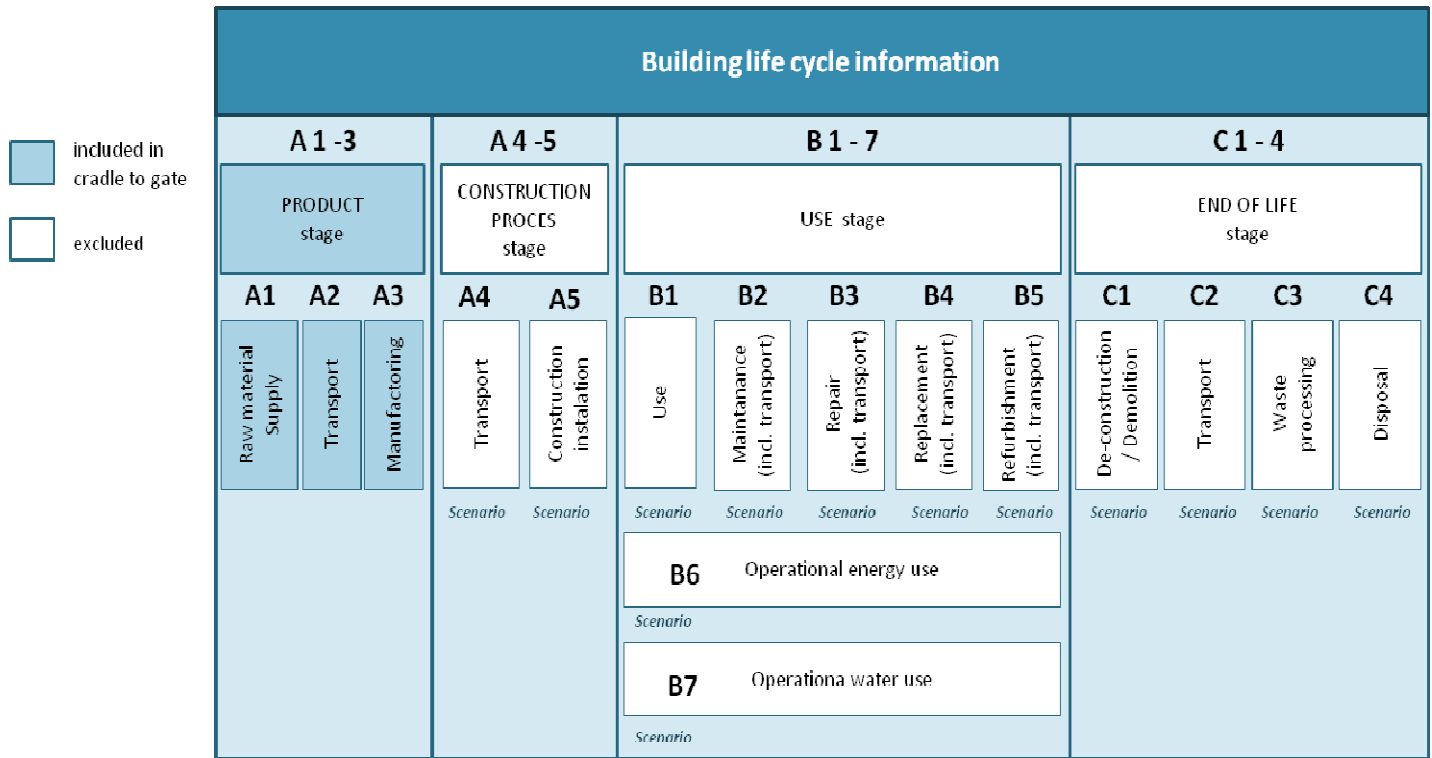 Building life cycle information
included in
cradle to gate
excluded
A 1 -3
A 4 -5
B 1 - 7
C 1 - 4
PRODUCT
stage
CONSTRUCTION
PROCES
stage
USE stage
END OF LIFE
stage
A1
A2
A3
A4
A5
B1
B2
B3
B4
B5
C1
C2
C3
C4
Raw material
Supply
Transport
Manufactoring
Transport
Construction
instalation
Use
Maintanance
(incl. transport)
Repair
(incl. transport)
Replacement
(incl. transport)
Refurbishment
(incl. transport)
De-construction
/ Demolition
Transport
Waste
processing
Disposal
Scenario
Scenario
Scenario
Scenario
Scenario
Scenario
Scenario
Scenario
Scenario
Scenario
Scenario
B6
Operational energy use
Scenario
B7
Operationa water use
Scenario